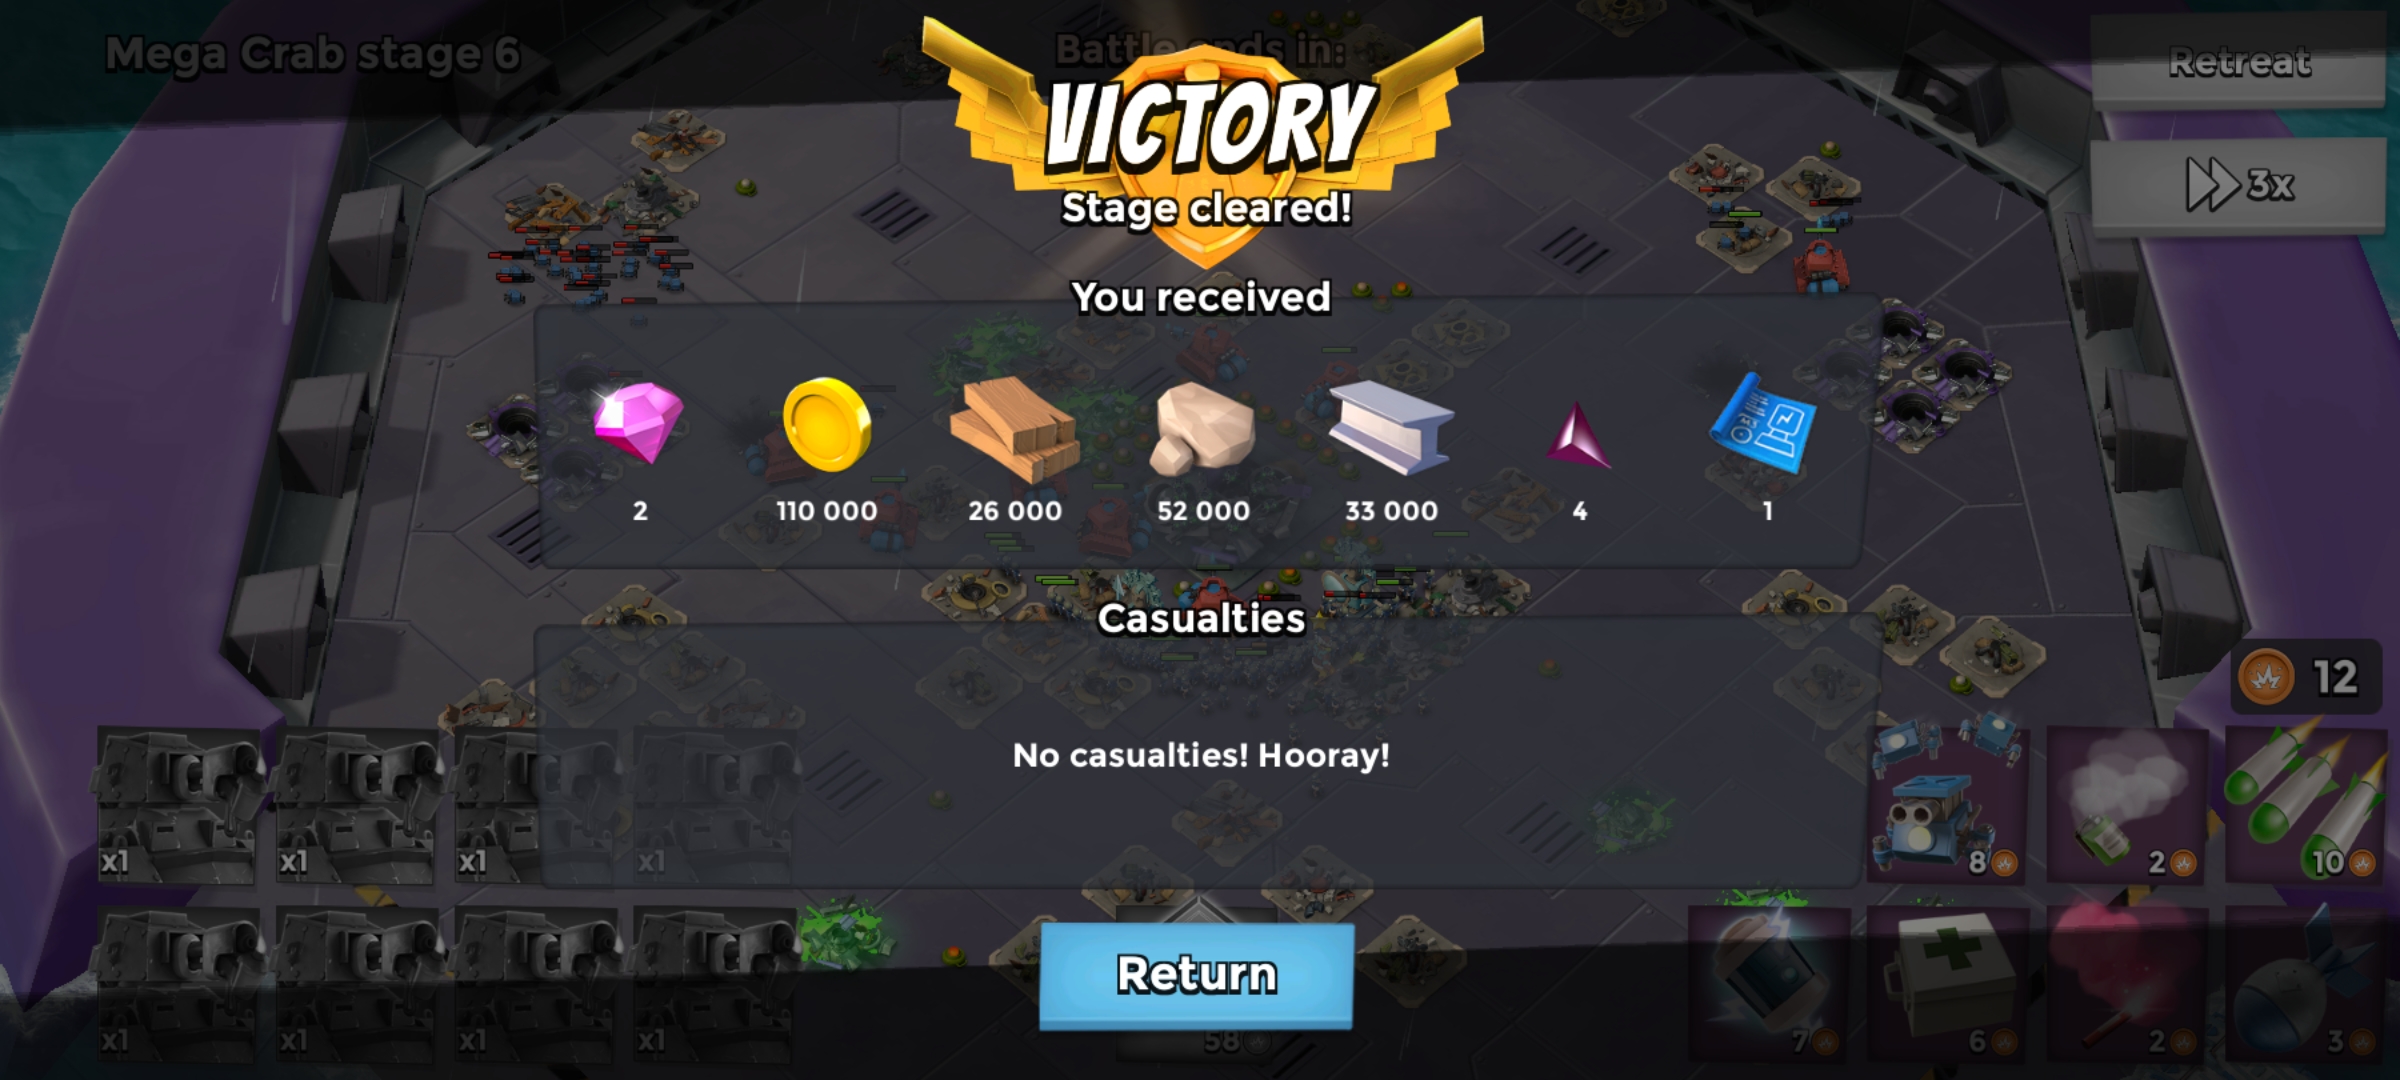 Mega Crab stage 6
Battle ends in:
Retreat
VICTORY
3x
Stage cleared!
You received
2
110 000
26 000
52 000
33 000
4
1
Casualties
12
No casualties! Hooray!
x1
x1
x1
x1
8
2
10
Return
x1
x1
x1
x1
58
7
6
2
3